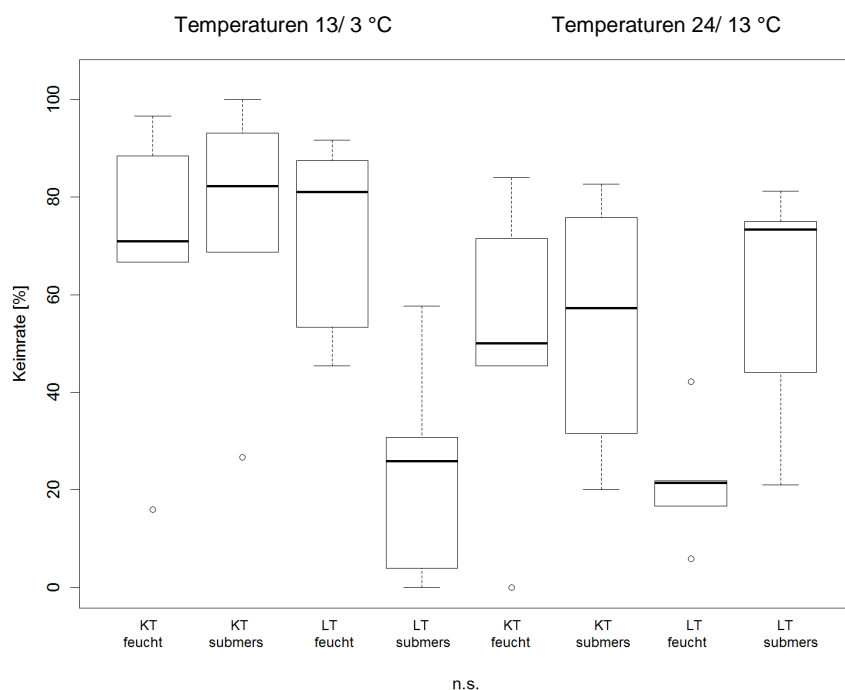 Temperaturen 13/ 3 °C
Temperaturen 24/ 13 °C
Keimrate [%]
100
80
60
40
20
0
KT
feucht
KT
submers
LT
feucht
LT
submers
KT
feucht
KT
submers
LT
feucht
LT
submers
n.s.